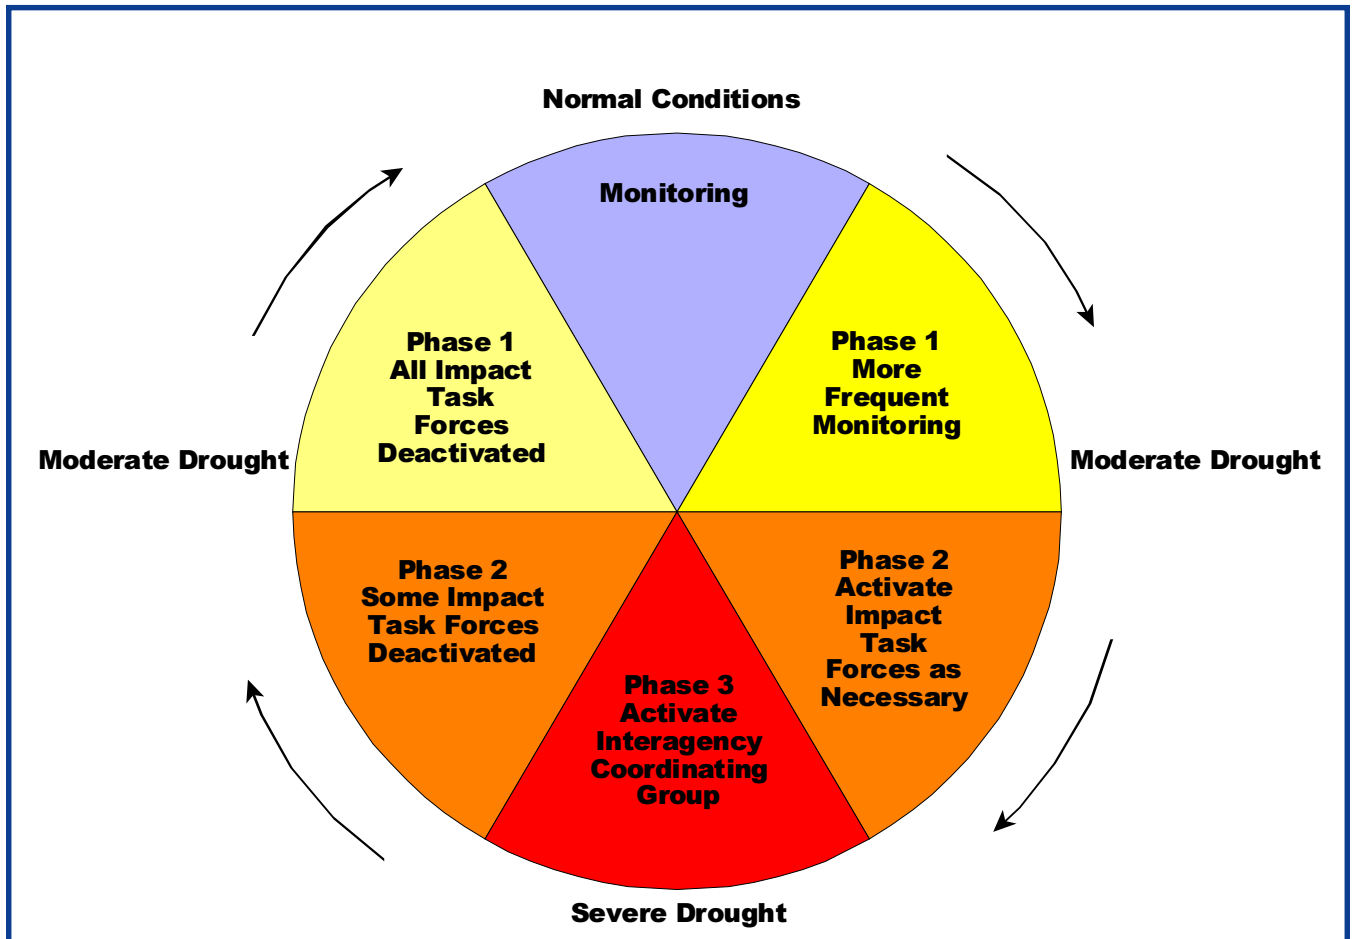 Normal Conditions
Monitoring
Phase 1
More
Frequent
Monitoring
Moderate Drought
Phase 2
Activate
Impact
Task
Forces as
Necessary
Phase 3
Activate
Interagency
Coordinating
Group
Severe Drought
Phase 2
Some Impact
Task Forces
Deactivated
Moderate Drought
Phase 1
All Impact
Task
Forces
Deactivated